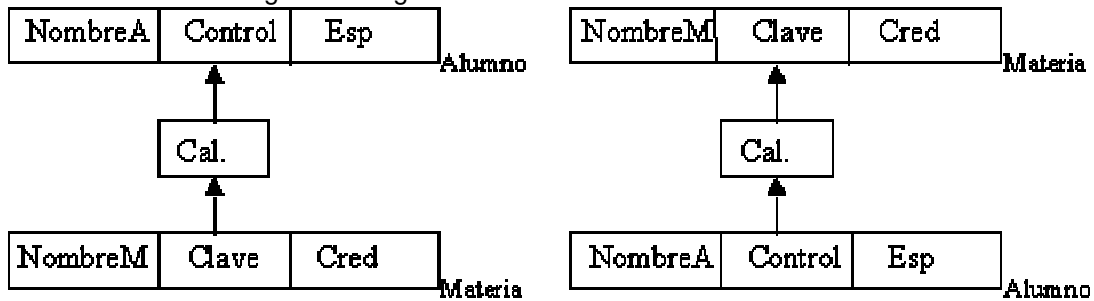 NombreA Control Esp Alumno
Cal.
NombreM Clave Cred Materia
NombreM Clave Cred Materia
Cal.
NombreA Control Esp Alumno